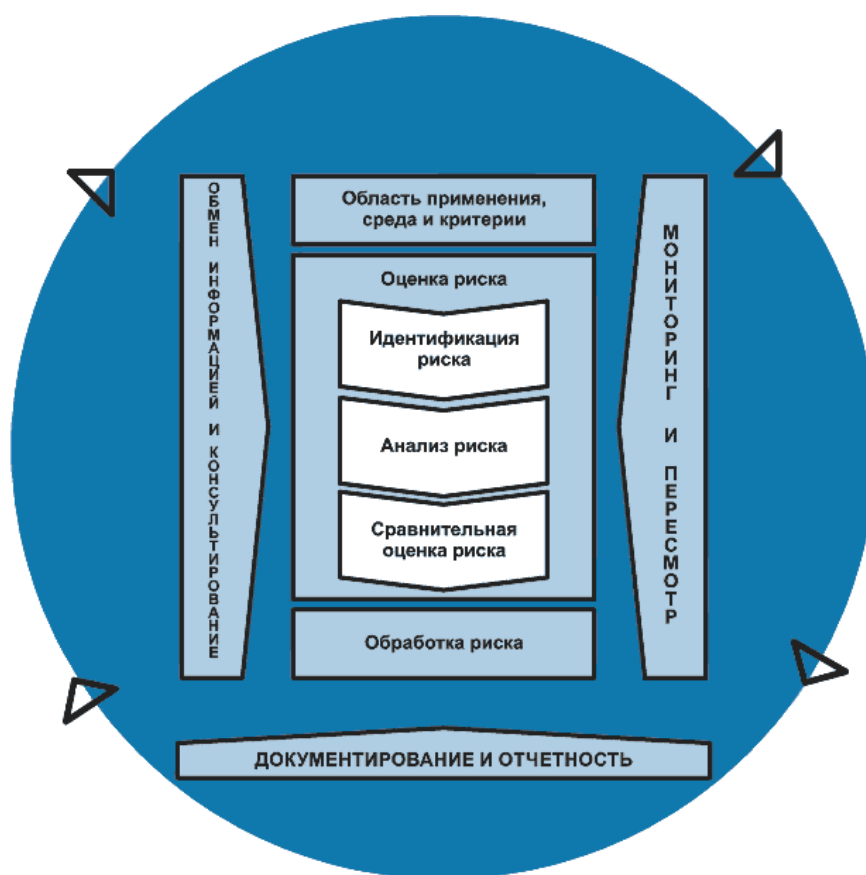 Область применения,
среда и критерии
Оценка риска
Идентификация
риска
Анализ риска
Сравнительная
оценка риска
Обработка риска
ОБМЕН ИНФОРМАЦИЕЙ И КОНСУЛЬТИРОВАНИЕ
МОНИТОРИНГ И ПЕРЕСМОТР
ДОКУМЕНТИРОВАНИЕ И ОТЧЕТНОСТЬ